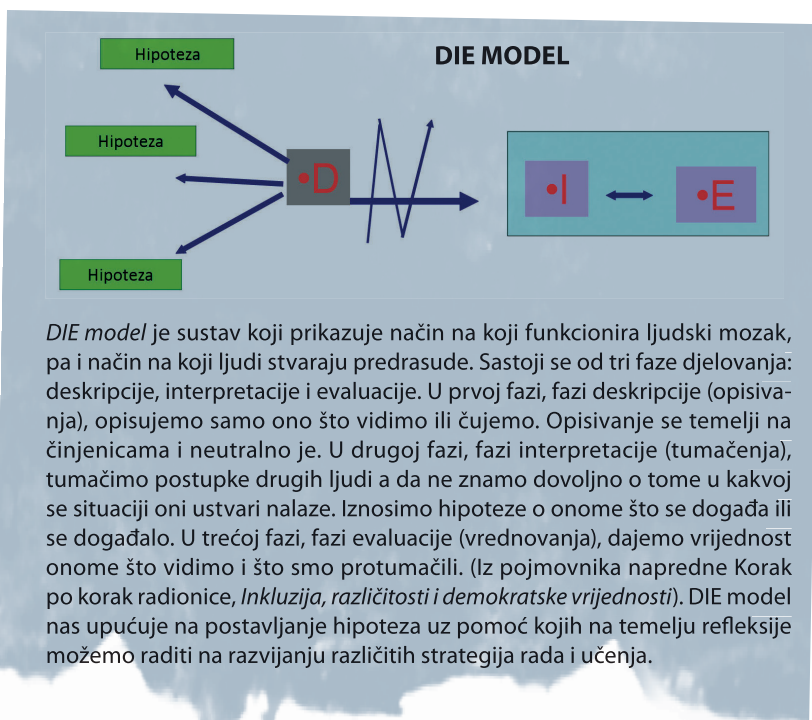 Hipoteza
DIE MODEL
Hipoteza
•D
•I
•E
Hipoteza
DIE model je sustav koji prikazuje način na koji funkcionira ljudski mozak,
pa i način na koji ljudi stvaraju predrasude. Sastoji se od tri faze djelovanja:
deskripcije, interpretacije i evaluacije. U prvoj fazi, fazi deskripcije (opisiva-
nja), opisujemo samo ono što vidimo ili čujemo. Opisivanje se temelji na
činjenicama i neutralno je. U drugoj fazi, fazi interpretacije (tumačenja),
tumačimo postupke drugih ljudi a da ne znamo dovoljno o tome u kakvoj
se situaciji oni ustvari nalaze. Iznosimo hipoteze o onome što se događa ili
se događalo. U trećoj fazi, fazi evaluacije (vrednovanja), dajemo vrijednost
onome što vidimo i što smo protumačili. (Iz pojmovnika napredne Korak
po korak radionice, Inkluzija, različitosti i demokratske vrijednosti). DIE model
nas upućuje na postavljanje hipoteza uz pomoć kojih na temelju refleksije
možemo raditi na razvijanju različitih strategija rada i učenja.